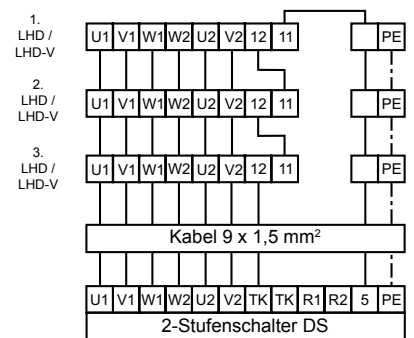 1.
LHD /
LHD-V
U1 V1 W1 W2 U2 V2 12 11 PE
2.
LHD /
LHD-V
U1 V1 W1 W2 U2 V2 12 11 PE
3.
LHD /
LHD-V
U1 V1 W1 W2 U2 V2 12 11 PE
Kabel 9 x 1,5 mm²
U1 V1 W1 W2 U2 V2 TK TK R1 R2 5 PE
2-Stufenschalter DS